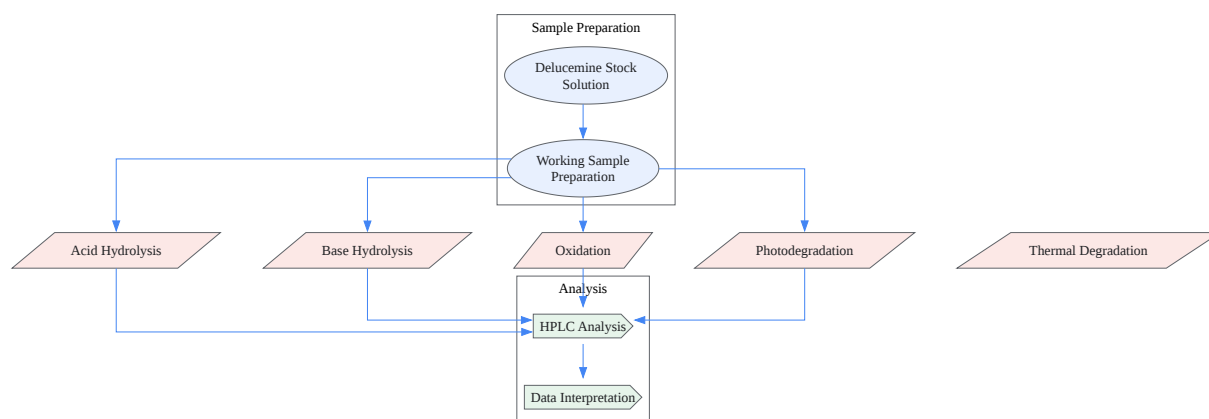 Sample Preparation
Delucemine Stock
Solution
Working Sample
Preparation
Acid Hydrolysis
Base Hydrolysis
Oxidation
Photodegradation
Thermal Degradation
Analysis
HPLC Analysis
Data Interpretation